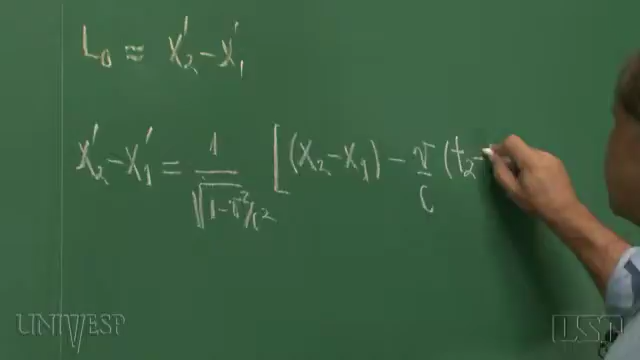 L₀ ≡ x'₂ - x'₁
x'₂ - x'₁ = 1/√(1 - v²/c²) [(x₂ - x₁) - v/c (t₂ -
UNIVESP